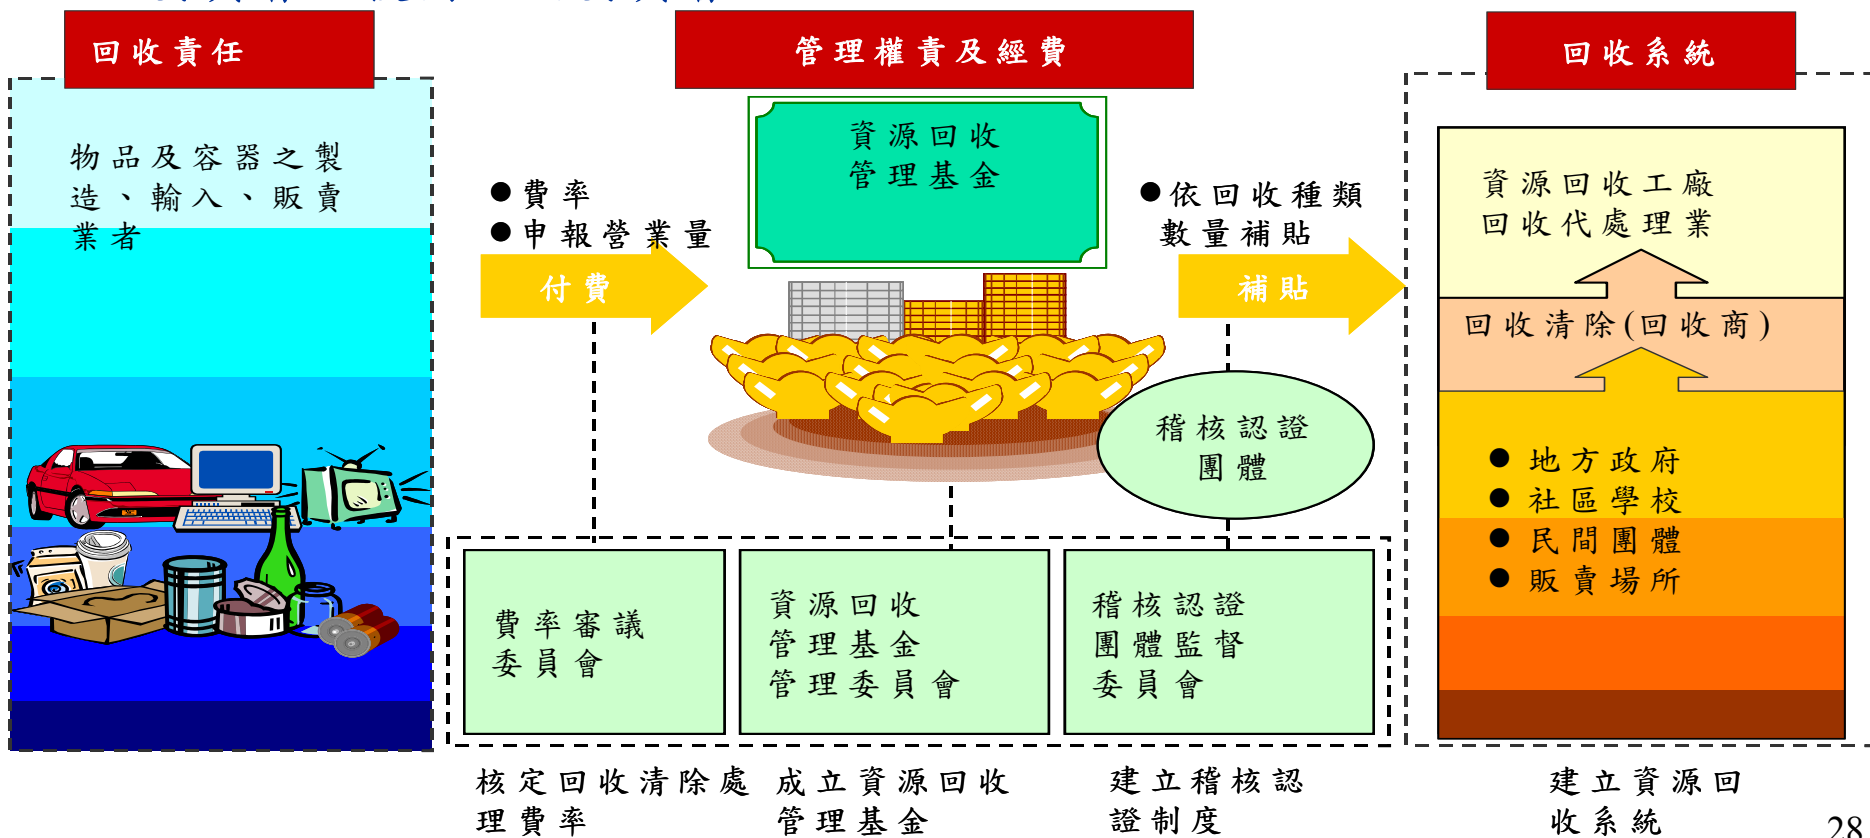 回收責任
管理權責及經費
回收系統
物品及容器之製
造、輸入、販賣
業者
●費率
●申報營業量
付費
資源回收
管理基金
●依回收種類
數量補貼
補貼
稽核認證
團體
資源回收工廠
回收代處理業
回收清除(回收商)
● 地方政府
● 社區學校
● 民間團體
● 販賣場所
費率審議
委員會
資源回收
管理基金
管理委員會
稽核認證
團體監督
委員會
核定回收清除處
理費率
成立資源回收
管理基金
建立稽核認
證制度
建立資源回
收系統
28